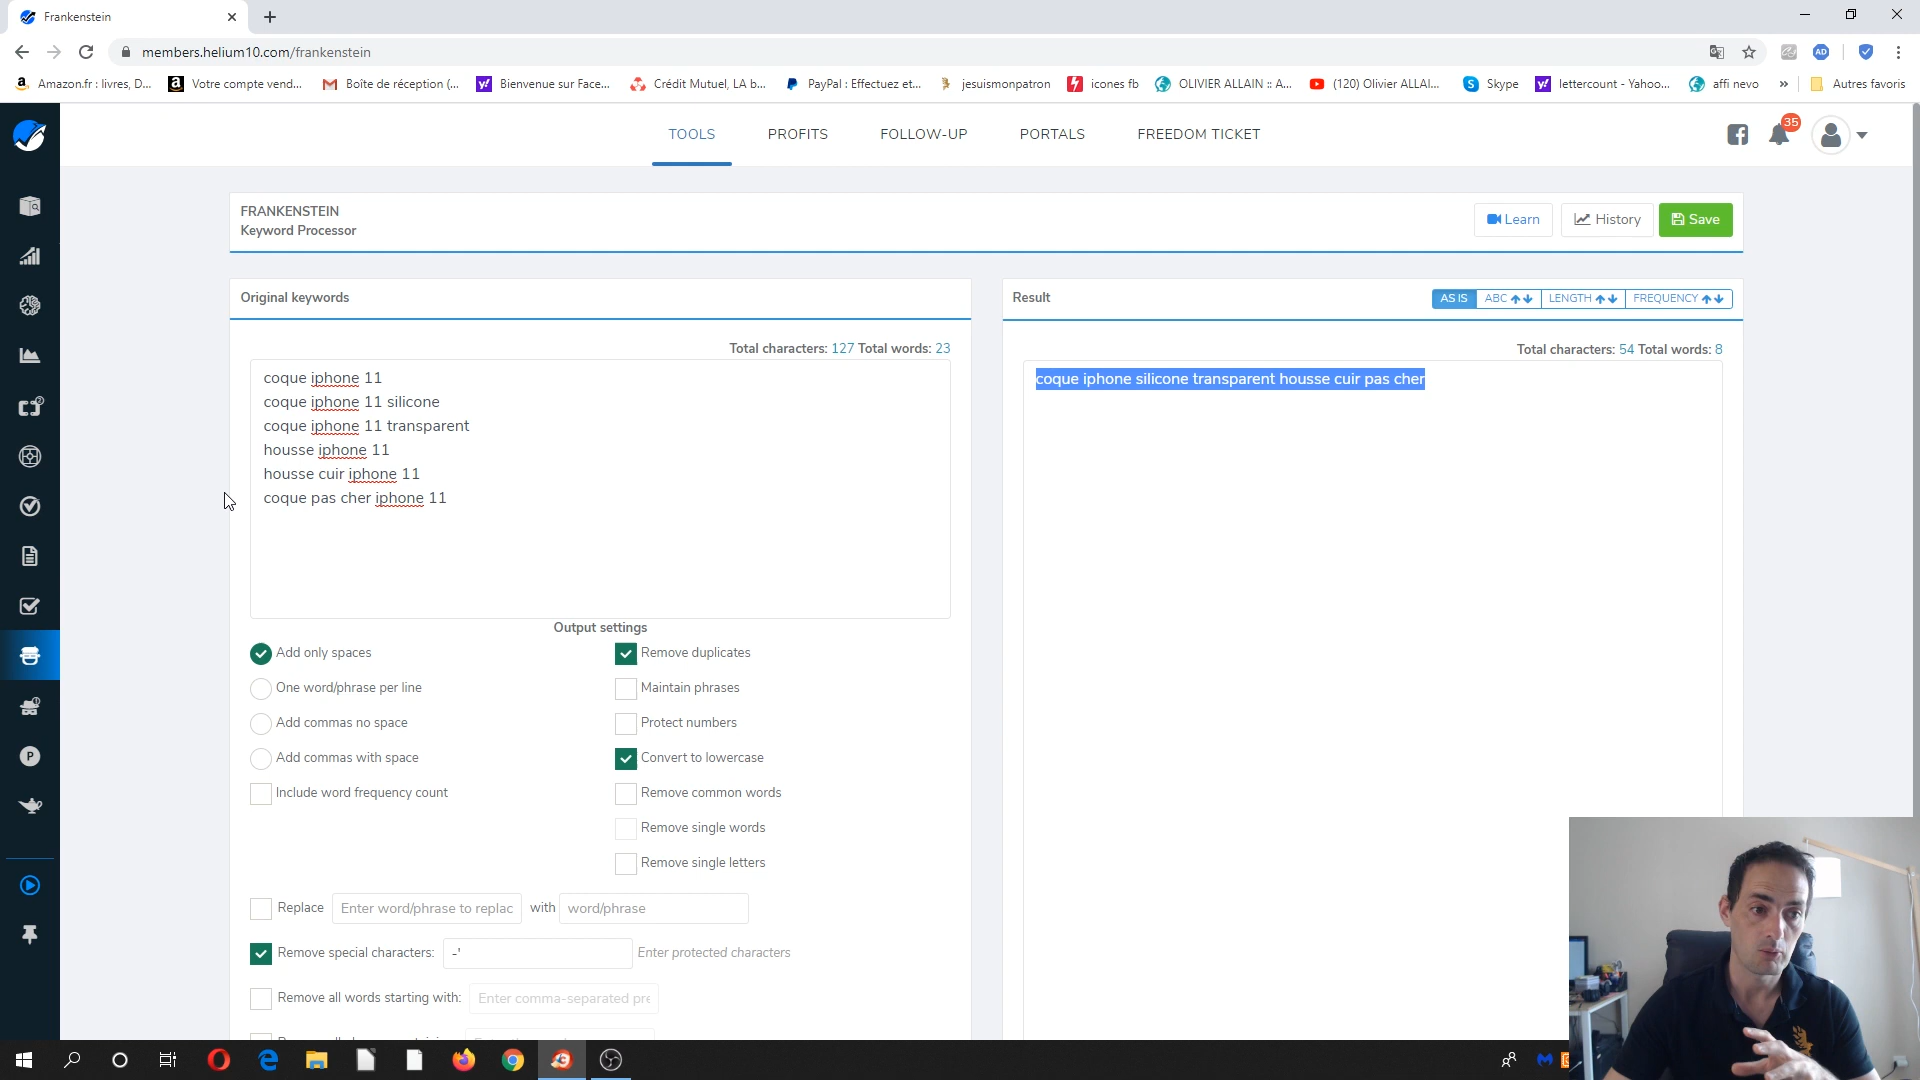 Frankenstein
members.helium10.com/frankenstein
Amazon.fr : livres, D... Votre compte vend... Boîte de réception (... Bienvenue sur Face... Crédit Mutuel, LA b... PayPal : Effectuez et... jesuismonpatron icones fb OLIVIER ALLAIN :: A... (120) Olivier ALLAI... Skype lettercount - Yahoo... affi nevo » Autres favoris
TOOLS PROFITS FOLLOW-UP PORTALS FREEDOM TICKET
35
FRANKENSTEIN
Keyword Processor
Learn History Save
Original keywords
Total characters: 127 Total words: 23
coque iphone 11
coque iphone 11 silicone
coque iphone 11 transparent
housse iphone 11
housse cuir iphone 11
coque pas cher iphone 11
Result
AS IS ABC LENGTH FREQUENCY
Total characters: 54 Total words: 8
coque iphone silicone transparent housse cuir pas cher
Output settings
Add only spaces
One word/phrase per line
Add commas no space
Add commas with space
Include word frequency count
Remove duplicates
Maintain phrases
Protect numbers
Convert to lowercase
Remove common words
Remove single words
Remove single letters
Replace Enter word/phrase to replac with word/phrase
Remove special characters: -' Enter protected characters
Remove all words starting with: Enter comma-separated pre